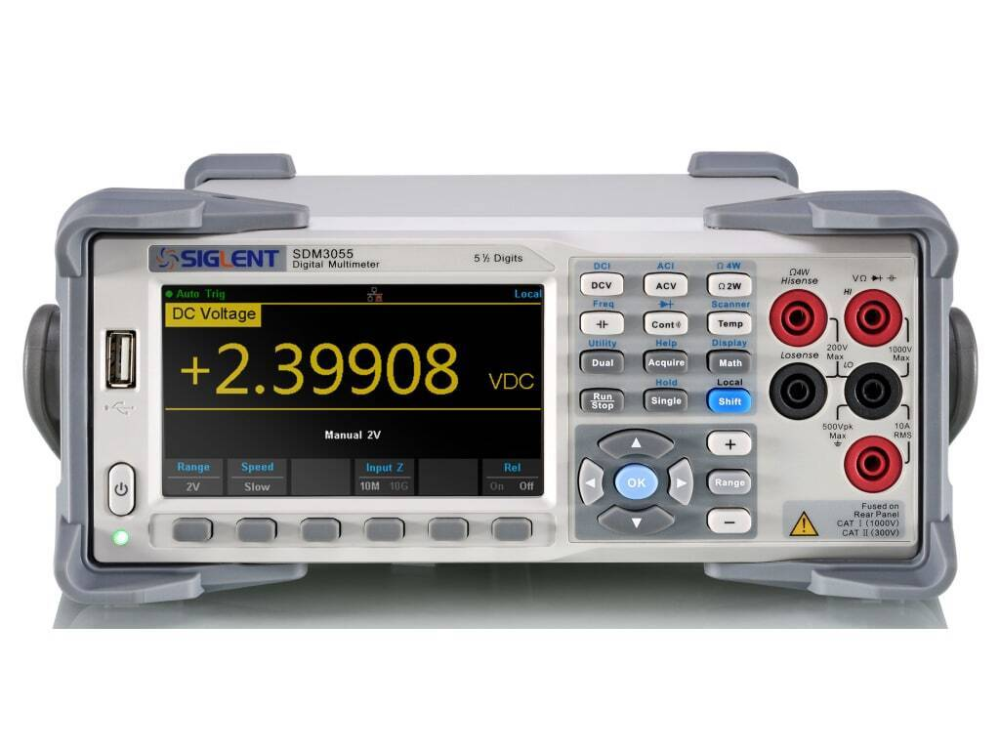 SIGLENT SDM3055
Digital Multimeter
5½ Digits
Auto Trig Local
DC Voltage
+2.39908 VDC
Manual 2V
Range Speed Input Z Rel
2V Slow 10M 10G On Off
DCI ACI Ω 4W
DCV ACV Ω 2W
Freq Scanner
Cont Temp
Utility Help Display
Dual Acquire Math
Hold Local
Run Stop Single Shift
+
OK Range
−
Ω4W
Hisense
VΩ
HI
200V Max
1000V Max
Losense
LO
500Vpk Max
10A RMS
Fused on
Rear Panel
CAT I (1000V)
CAT II (300V)